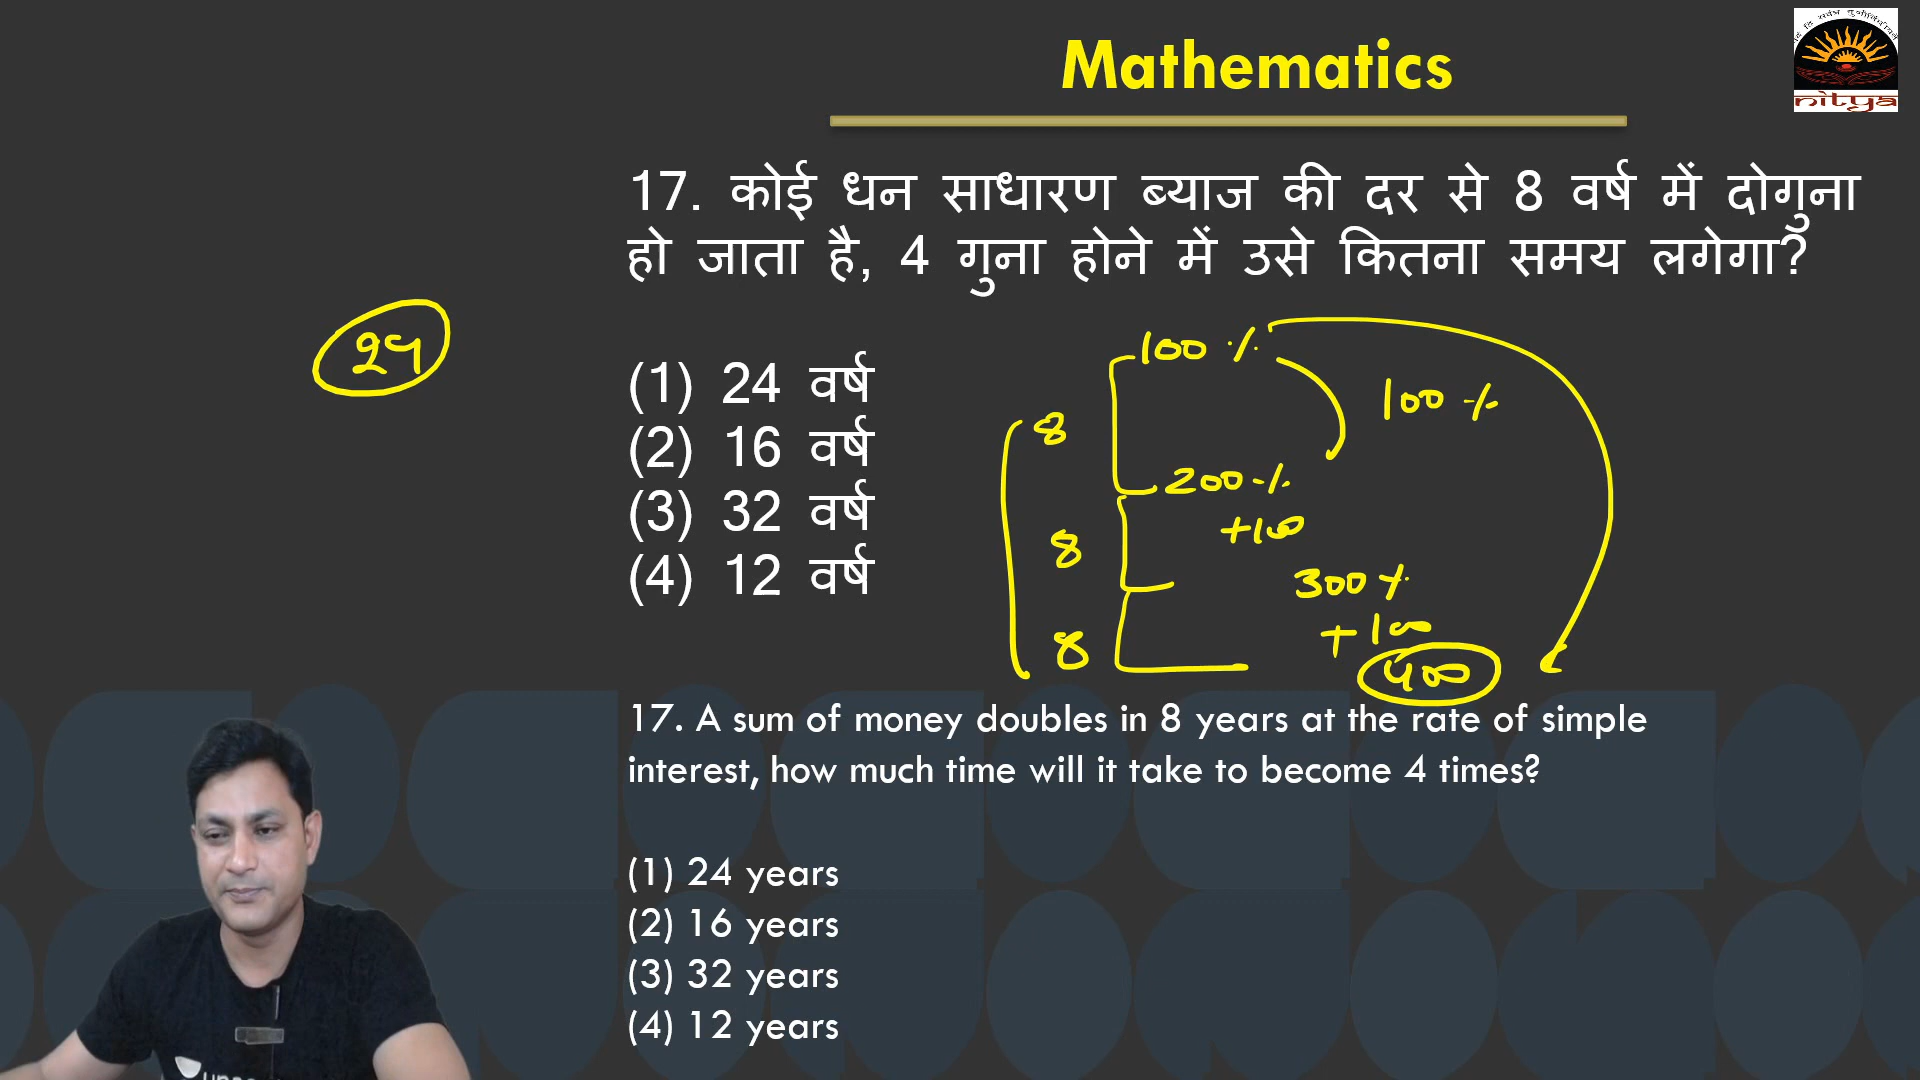 Mathematics
nitya
17. कोई धन साधारण ब्याज की दर से 8 वर्ष में दोगुना
हो जाता है, 4 गुना होने में उसे कितना समय लगेगा?
24
(1) 24 वर्ष
(2) 16 वर्ष
(3) 32 वर्ष
(4) 12 वर्ष
100 %
100 %
8
200 %
+100
8
300 %
+100
8
400
17. A sum of money doubles in 8 years at the rate of simple
interest, how much time will it take to become 4 times?
(1) 24 years
(2) 16 years
(3) 32 years
(4) 12 years